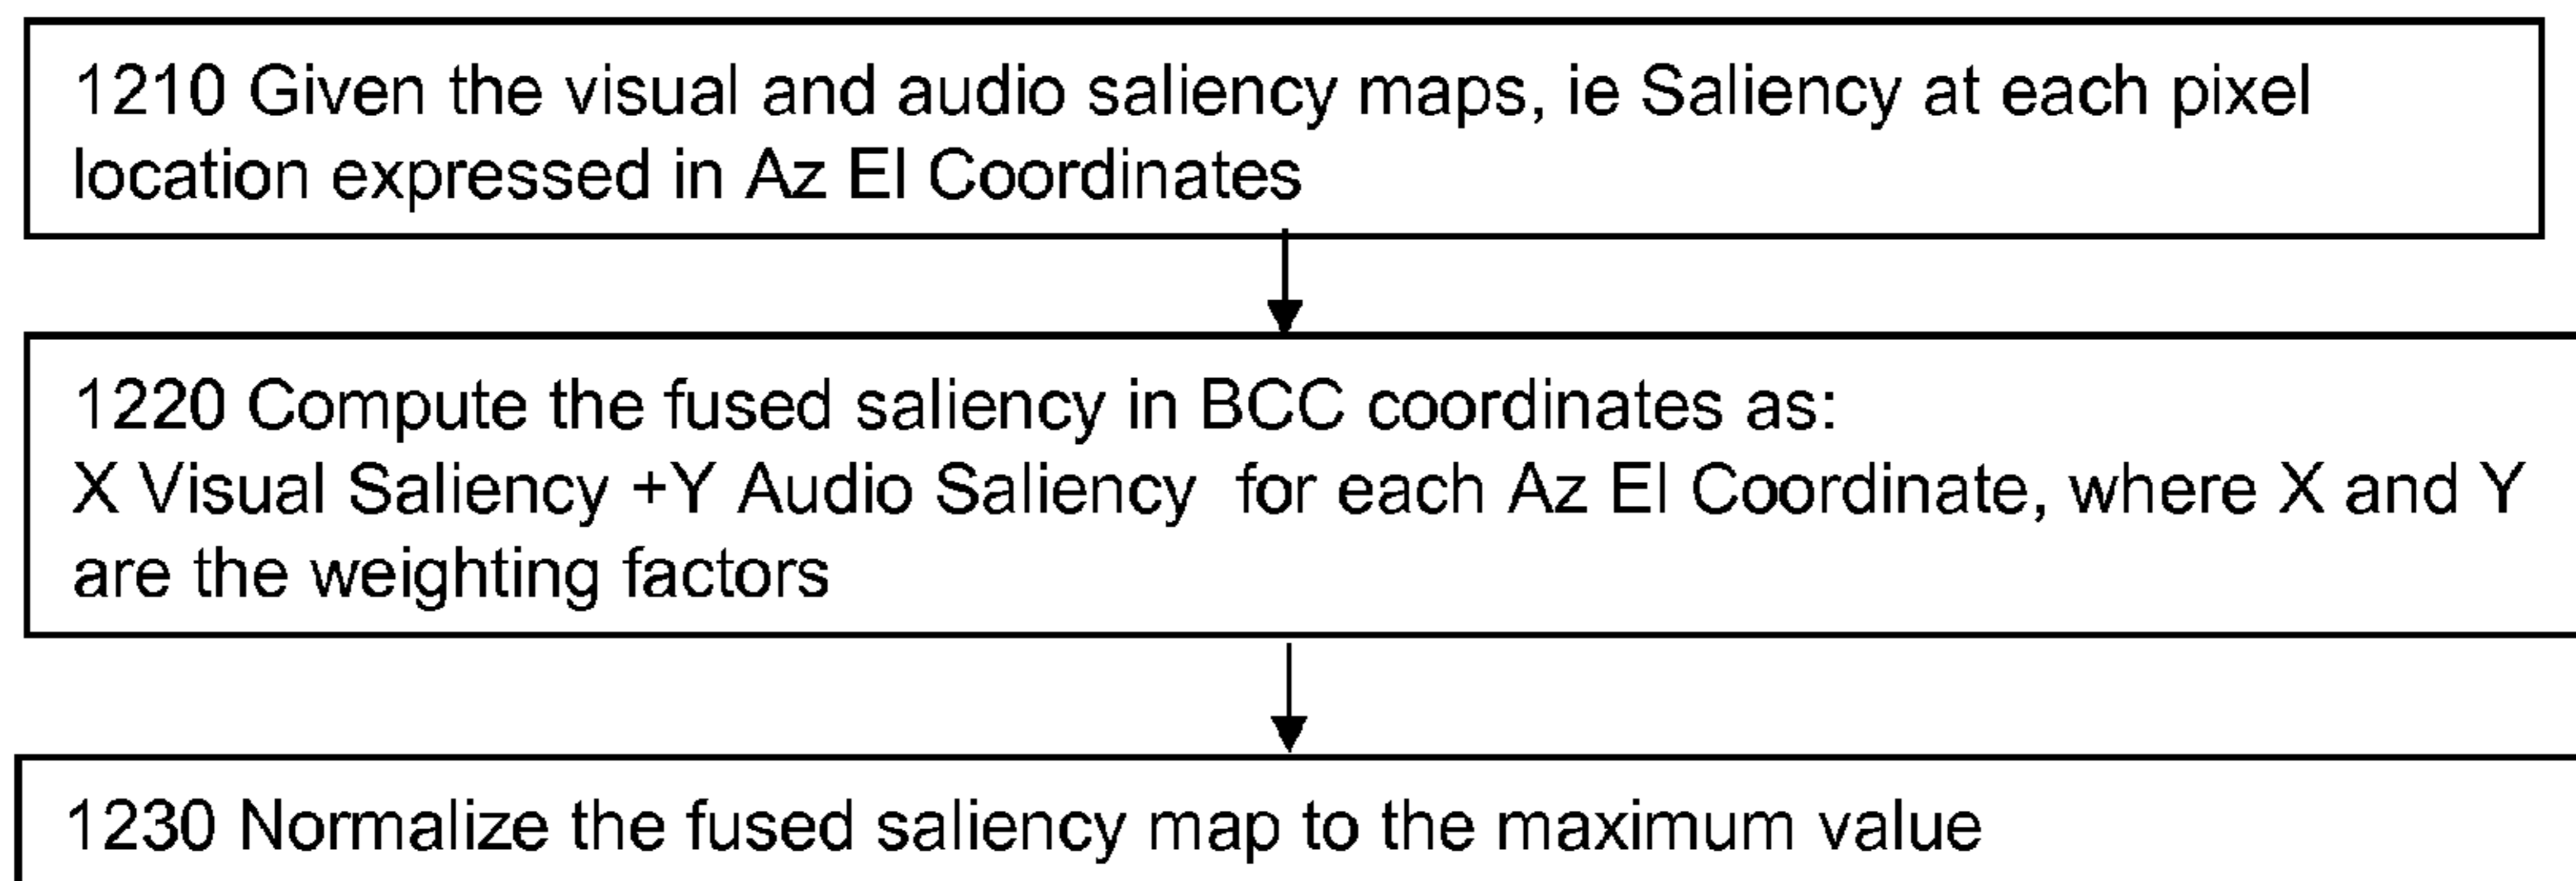 1210 Given the visual and audio saliency maps, ie Saliency at each pixel
location expressed in Az El Coordinates
1220 Compute the fused saliency in BCC coordinates as:
X Visual Saliency +Y Audio Saliency for each Az El Coordinate, where X and Y
are the weighting factors
1230 Normalize the fused saliency map to the maximum value